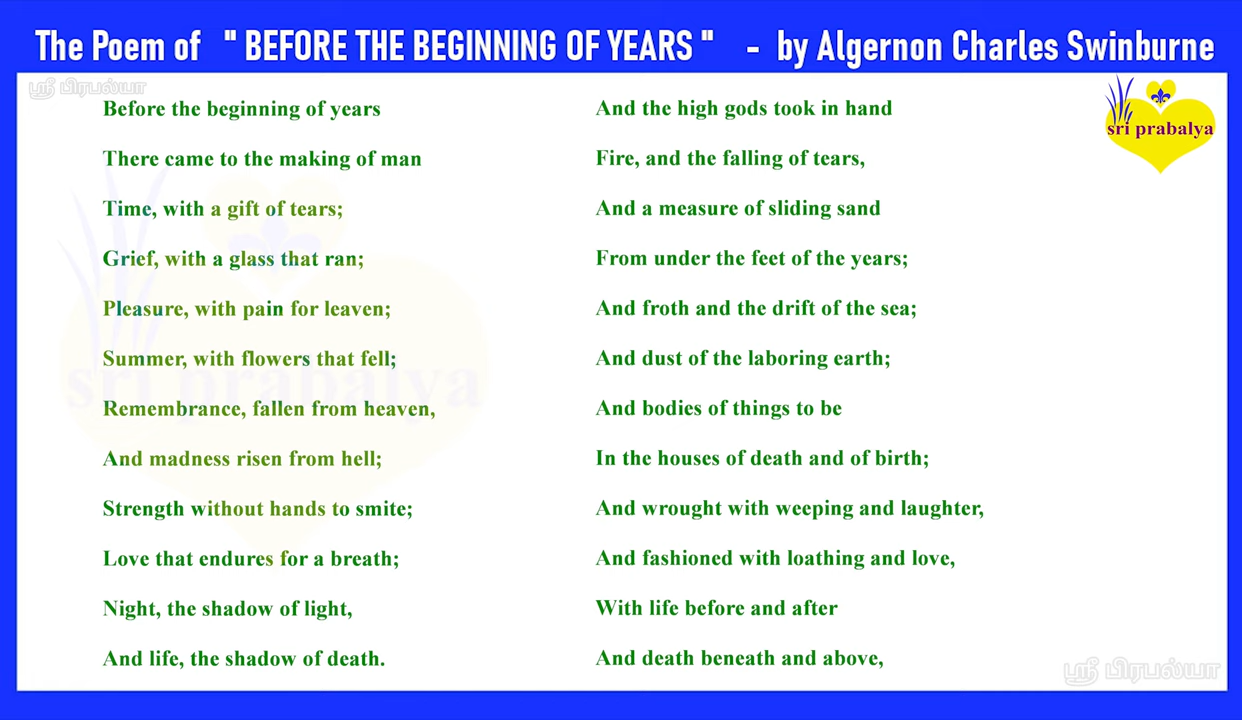 The Poem of " BEFORE THE BEGINNING OF YEARS " - by Algernon Charles Swinburne
ஸ்ரீ பிரபல்யா
sri prabalya
Before the beginning of years
There came to the making of man
Time, with a gift of tears;
Grief, with a glass that ran;
Pleasure, with pain for leaven;
Summer, with flowers that fell;
Remembrance, fallen from heaven,
And madness risen from hell;
Strength without hands to smite;
Love that endures for a breath;
Night, the shadow of light,
And life, the shadow of death.
sri prabalya
And the high gods took in hand
Fire, and the falling of tears,
And a measure of sliding sand
From under the feet of the years;
And froth and the drift of the sea;
And dust of the laboring earth;
And bodies of things to be
In the houses of death and of birth;
And wrought with weeping and laughter,
And fashioned with loathing and love,
With life before and after
And death beneath and above,
ஸ்ரீ பிரபல்யா